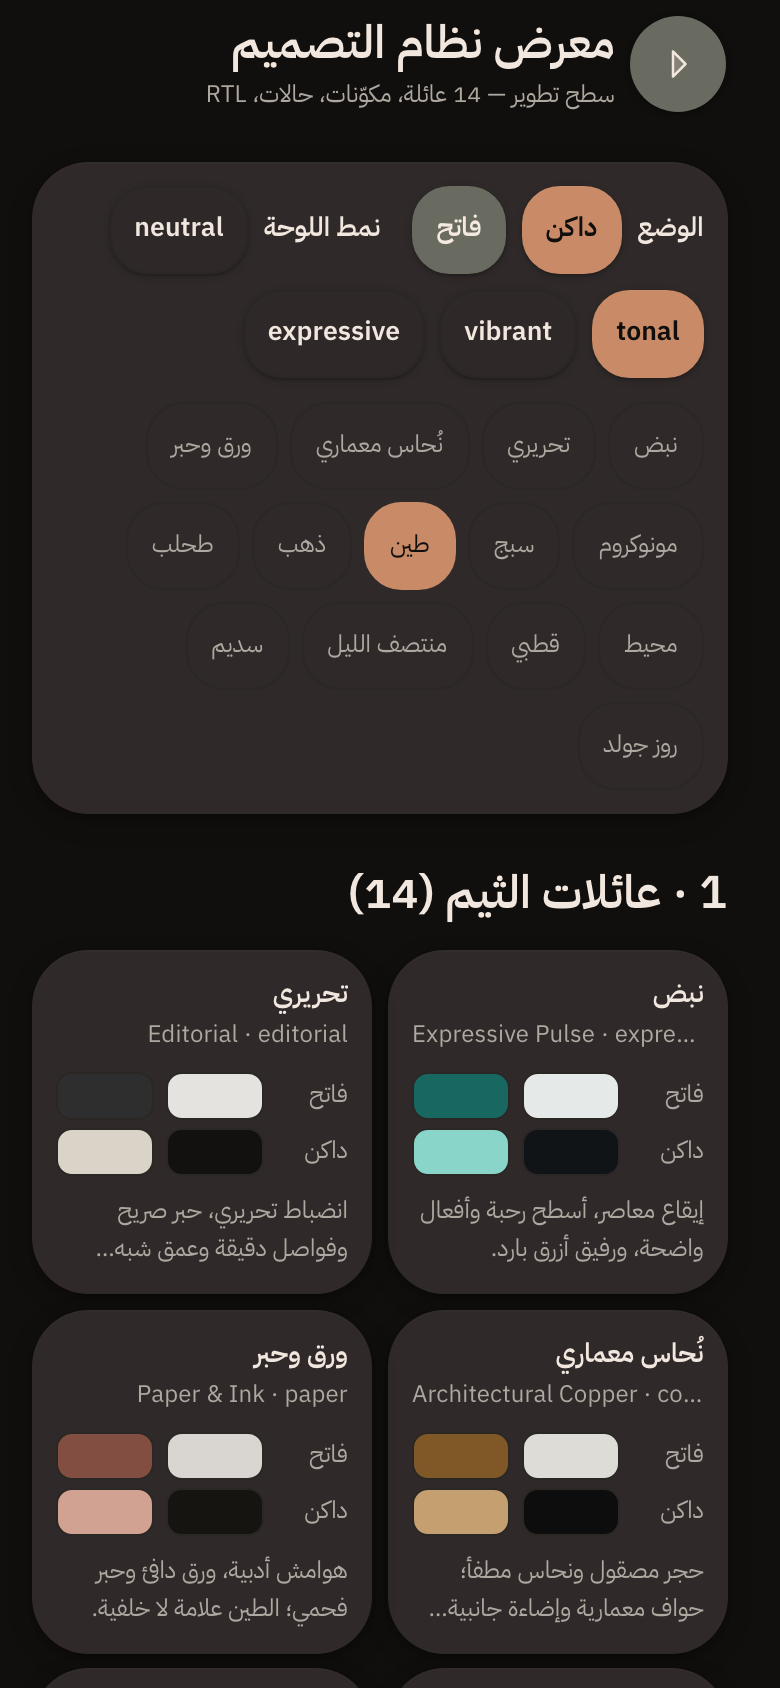 معرض نظام التصميم
سطح تطوير — 14 عائلة، مكوّنات، حالات، RTL
الوضع داكن فاتح نمط اللوحة neutral
tonal vibrant expressive
نبض تحريري نُحاس معماري ورق وحبر
مونوكروم سبج طين ذهب طحلب
محيط قطبي منتصف الليل سديم
روز جولد
1 · عائلات الثيم (14)
نبض
Expressive Pulse · expre...
فاتح
داكن
إيقاع معاصر، أسطح رحبة وأفعال
واضحة، ورفيق أزرق بارد.
تحريري
Editorial · editorial
فاتح
داكن
انضباط تحريري، حبر صريح
وفواصل دقيقة وعمق شبه...
نُحاس معماري
Architectural Copper · co...
فاتح
داكن
حجر مصقول ونحاس مطفأ؛
حواف معمارية وإضاءة جانبية...
ورق وحبر
Paper & Ink · paper
فاتح
داكن
هوامش أدبية، ورق دافئ وحبر
فحمي؛ الطين علامة لا خلفية.